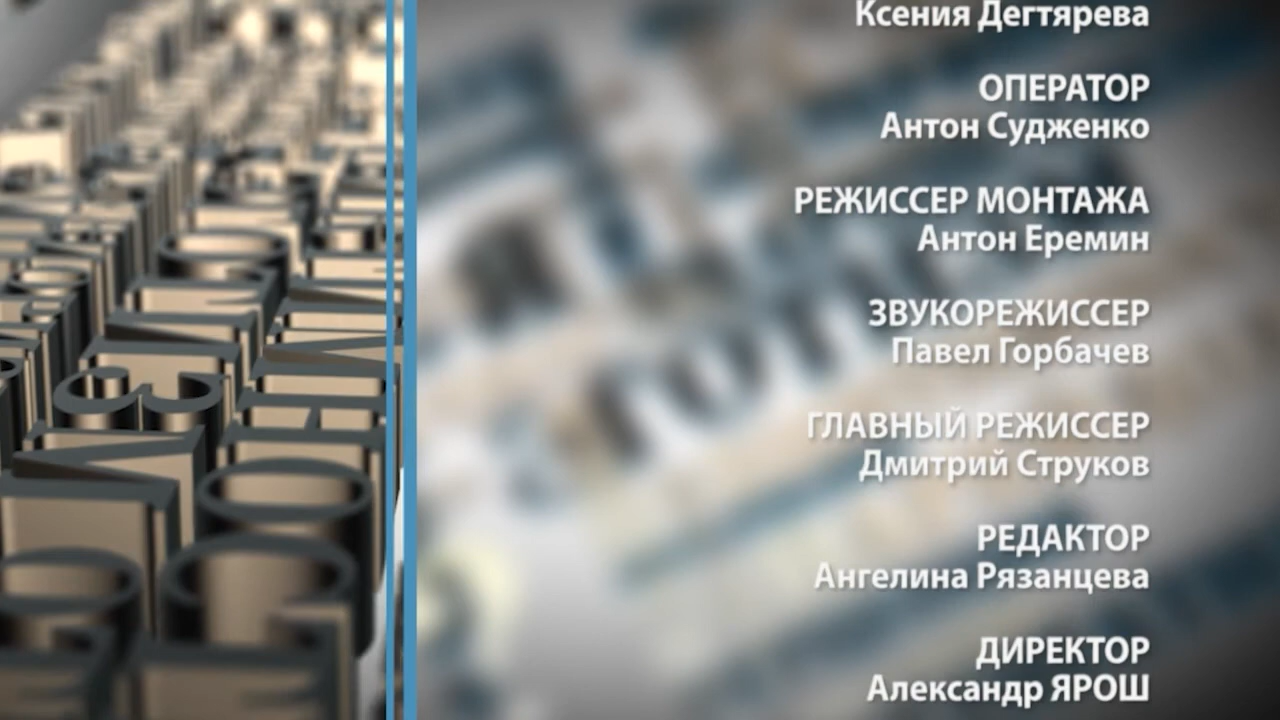 Ксения Дегтярева
ОПЕРАТОР
Антон Судженко
РЕЖИССЕР МОНТАЖА
Антон Еремин
ЗВУКОРЕЖИССЕР
Павел Горбачев
ГЛАВНЫЙ РЕЖИССЕР
Дмитрий Струков
РЕДАКТОР
Ангелина Рязанцева
ДИРЕКТОР
Александр ЯРОШ